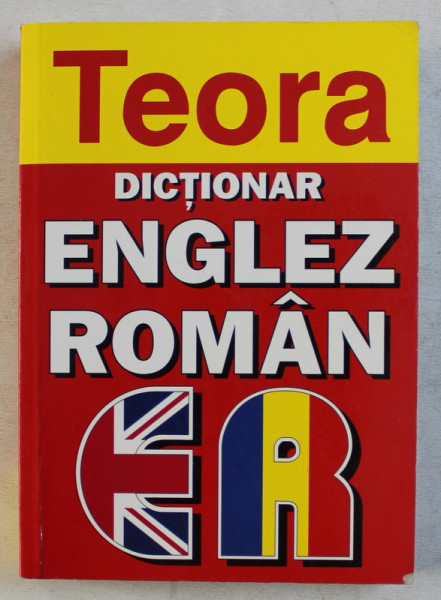 Teora
DICȚIONAR
ENGLEZ
ROMÂN
ER